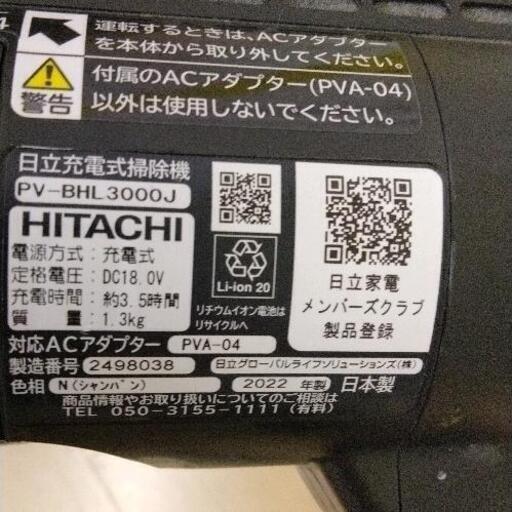 運転するときは、ACアダプター
を本体から取り外してください。
警告
付属のACアダプター(PVA-04)
以外は使用しないでください。
日立充電式掃除機
PV-BHL3000J
HITACHI
電源方式：充電式
定格電圧：DC18.0V
充電時間：約3.5時間
質量：1.3kg
Li-ion 20
リチウムイオン電池は
リサイクルへ
日立家電
メンバーズクラブ
製品登録
対応ACアダプター PVA-04
製造番号 2498038 日立グローバルライフソリューションズ(株)
色相 N(シャンパン) 2022 年製 日本製
商品情報やお取り扱いについてのご相談は
TEL 050-3155-1111 (有料)